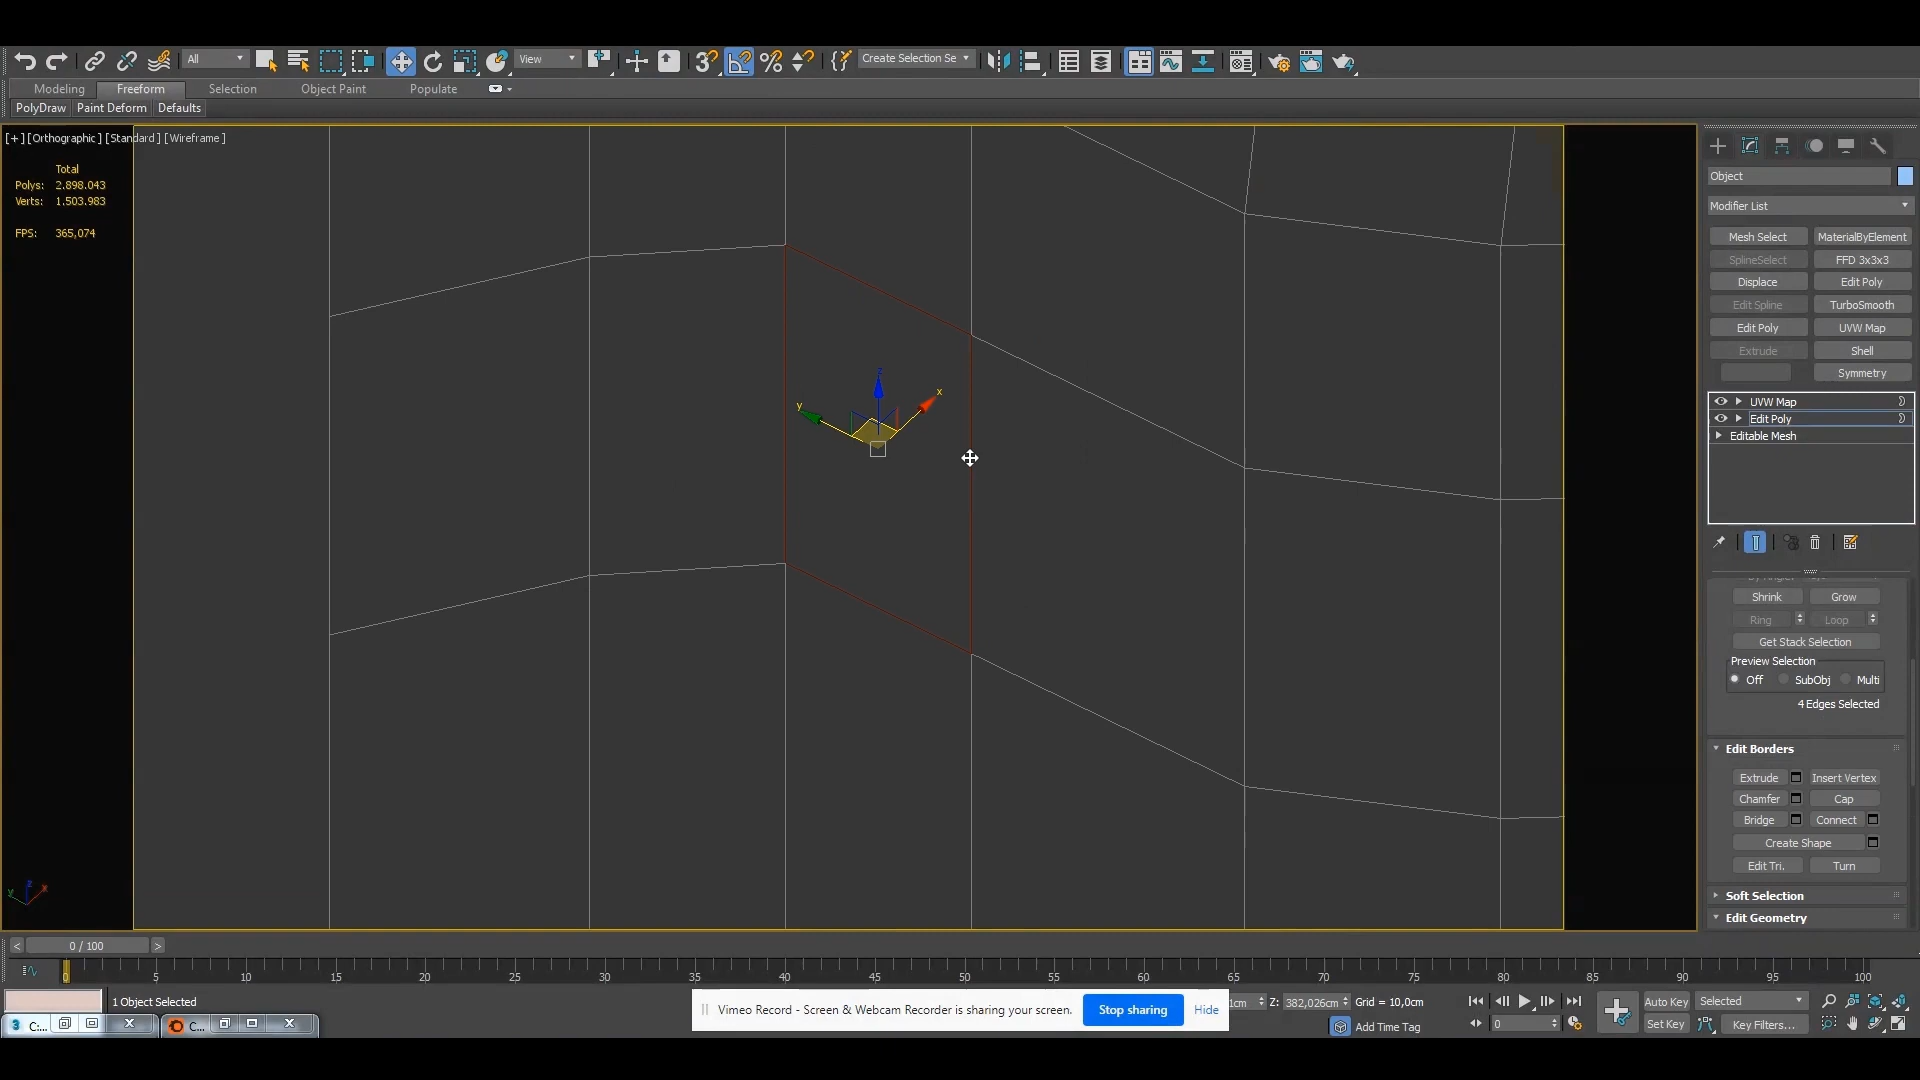 All
View
Create Selection Se
Modeling
Freeform
Selection
Object Paint
Populate
PolyDraw
Paint Deform
Defaults
[+] [Orthographic] [Standard] [Wireframe]
Total
Polys: 2.898.043
Verts: 1.503.983
FPS: 365,074
z
y
x
Object
Modifier List
Mesh Select
MaterialByElement
SplineSelect
FFD 3x3x3
Displace
Edit Poly
Edit Spline
TurboSmooth
Edit Poly
UVW Map
Extrude
Shell
Symmetry
UVW Map
Edit Poly
Editable Mesh
Shrink
Grow
Ring
Loop
Get Stack Selection
Preview Selection
Off
SubObj
Multi
4 Edges Selected
Edit Borders
Extrude
Insert Vertex
Chamfer
Cap
Bridge
Connect
Create Shape
Edit Tri.
Turn
Soft Selection
Edit Geometry
y z x
< 0 / 100 >
0 5 10 15 20 25 30 35 40 45 50 55 60 65 70 75 80 85 90 95 100
1 Object Selected
Vimeo Record - Screen & Webcam Recorder is sharing your screen.
Stop sharing
Hide
1cm
Z: 382,026cm
Grid = 10,0cm
Add Time Tag
Auto Key
Selected
0
Set Key
Key Filters...
3 C:...
C...